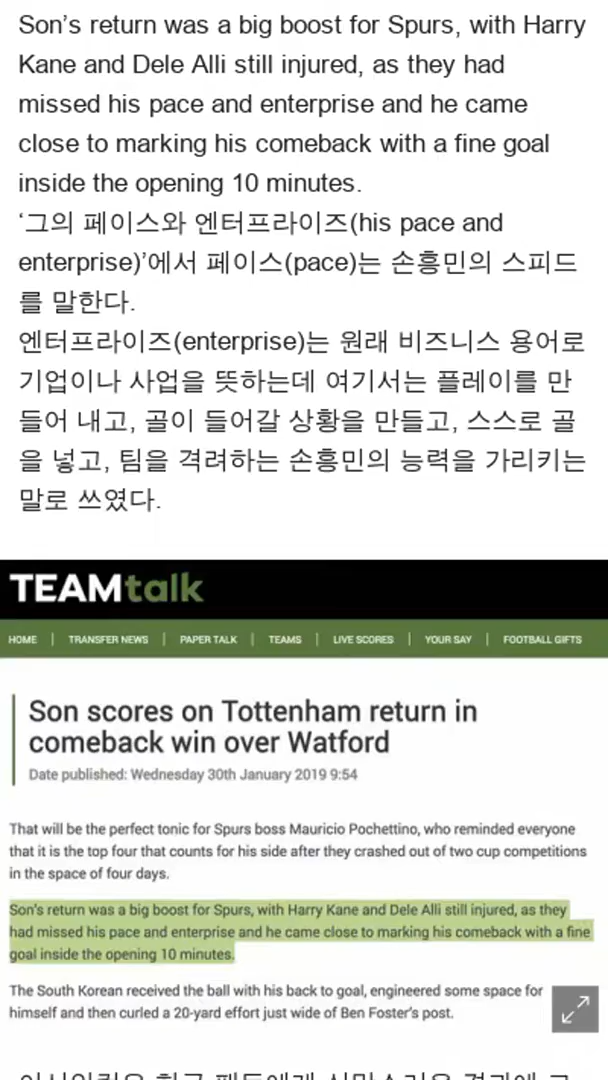 Son’s return was a big boost for Spurs, with Harry
Kane and Dele Alli still injured, as they had
missed his pace and enterprise and he came
close to marking his comeback with a fine goal
inside the opening 10 minutes.
‘그의 페이스와 엔터프라이즈(his pace and
enterprise)’에서 페이스(pace)는 손흥민의 스피드
를 말한다.
엔터프라이즈(enterprise)는 원래 비즈니스 용어로
기업이나 사업을 뜻하는데 여기서는 플레이를 만
들어 내고, 골이 들어갈 상황을 만들고, 스스로 골
을 넣고, 팀을 격려하는 손흥민의 능력을 가리키는
말로 쓰였다.
TEAMtalk
HOME | TRANSFER NEWS | PAPER TALK | TEAMS | LIVE SCORES | YOUR SAY | FOOTBALL GIFTS
Son scores on Tottenham return in
comeback win over Watford
Date published: Wednesday 30th January 2019 9:54
That will be the perfect tonic for Spurs boss Mauricio Pochettino, who reminded everyone
that it is the top four that counts for his side after they crashed out of two cup competitions
in the space of four days.
Son's return was a big boost for Spurs, with Harry Kane and Dele Alli still injured, as they
had missed his pace and enterprise and he came close to marking his comeback with a fine
goal inside the opening 10 minutes.
The South Korean received the ball with his back to goal, engineered some space for
himself and then curled a 20-yard effort just wide of Ben Foster's post.